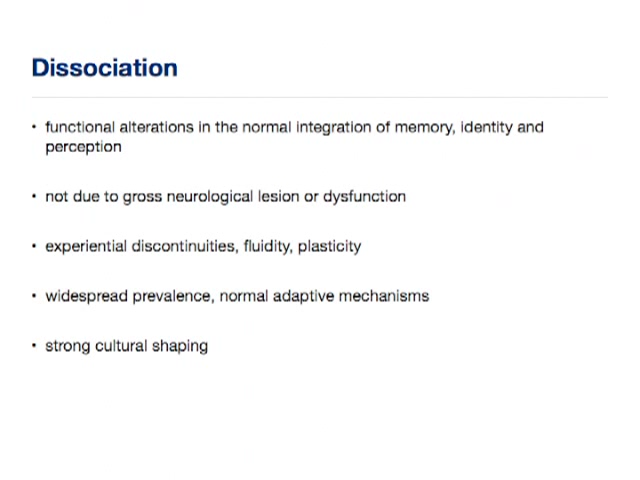 Dissociation
• functional alterations in the normal integration of memory, identity and
perception
• not due to gross neurological lesion or dysfunction
• experiential discontinuities, fluidity, plasticity
• widespread prevalence, normal adaptive mechanisms
• strong cultural shaping